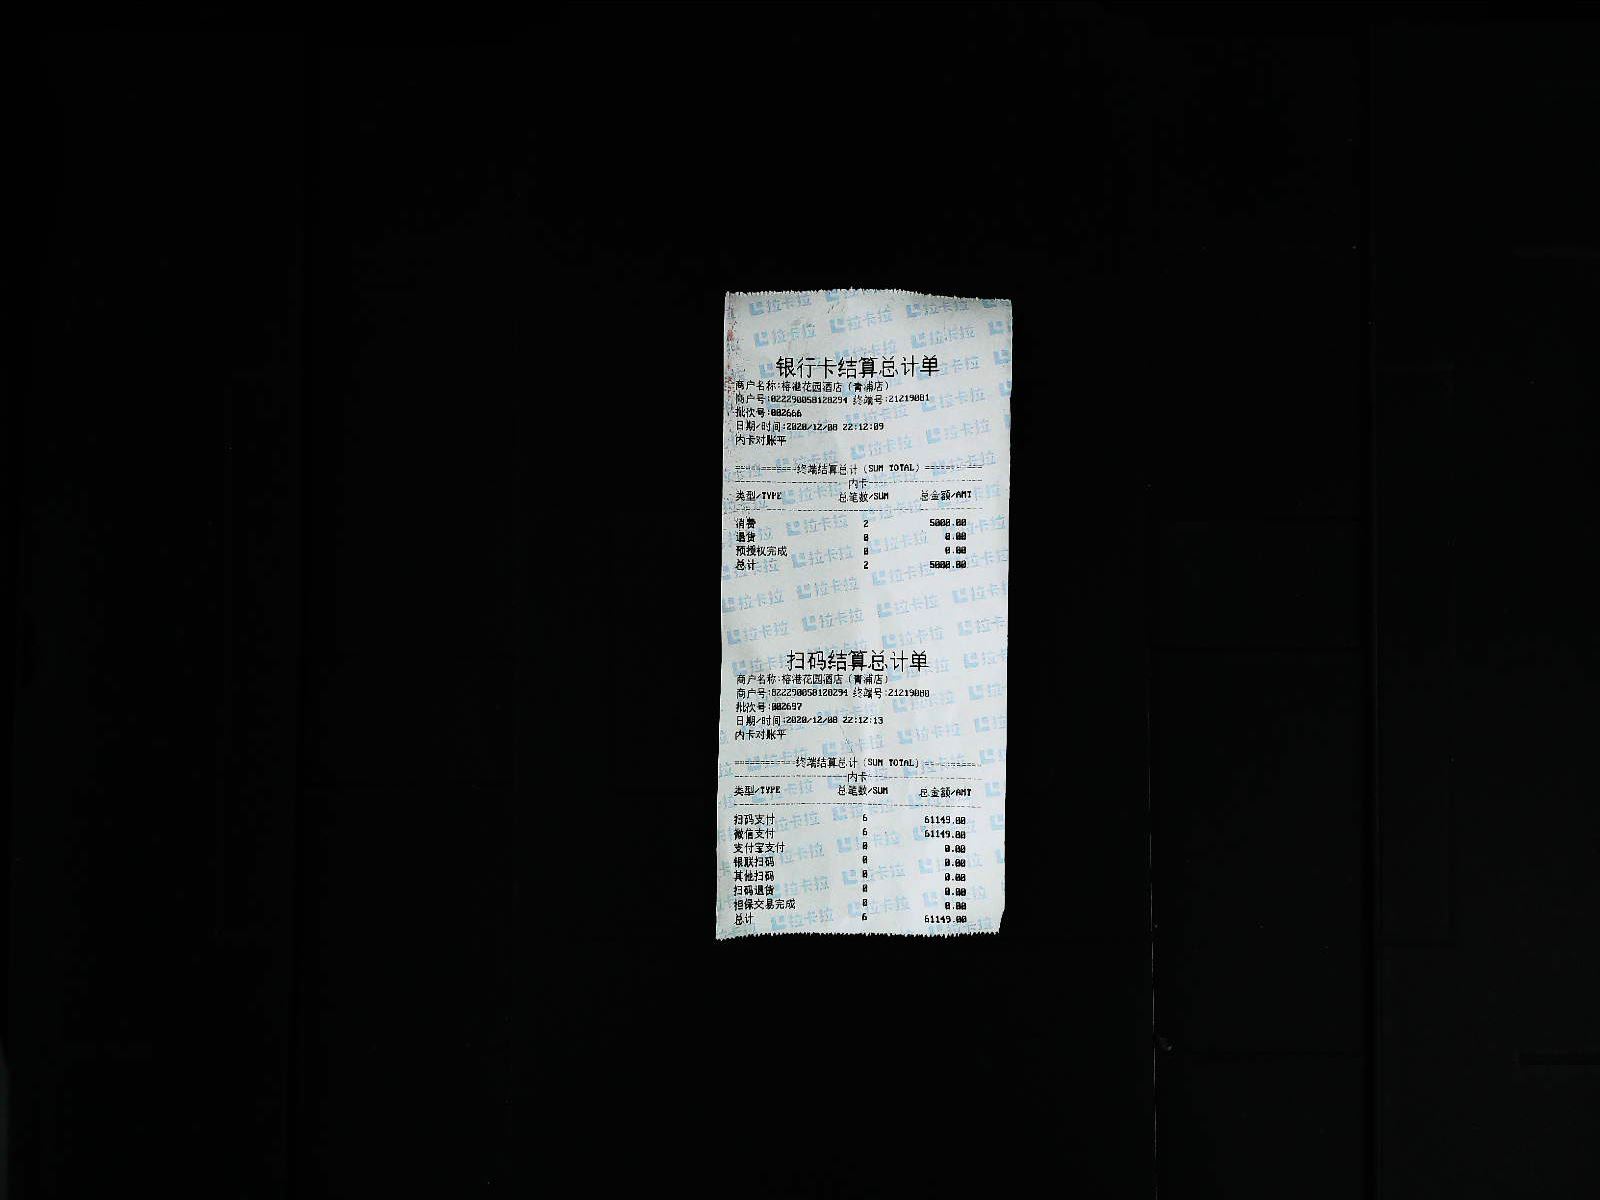 银行卡结算总计单
商户名称:榕港花园酒店(青浦店)
商户号:822290058120294 终端号:21219081
批次号:002666
日期/时间:2020/12/08 22:12:09
内卡对账平
============终端结算总计(SUM TOTAL)============
内卡
类型/TYPE 总笔数/SUM 总金额/AMT
消费 2 5000.00
退货 0 0.00
预授权完成 0 0.00
总计 2 5000.00
扫码结算总计单
商户名称:榕港花园酒店(青浦店)
商户号:822290058120294 终端号:21219080
批次号:002697
日期/时间:2020/12/08 22:12:13
内卡对账平
============终端结算总计(SUM TOTAL)============
内卡
类型/TYPE 总笔数/SUM 总金额/AMT
扫码支付 6 61149.00
微信支付 6 61149.00
支付宝支付 0 0.00
银联扫码 0 0.00
其他扫码 0 0.00
扫码退货 0 0.00
担保交易完成 0 0.00
总计 6 61149.00
拉卡拉